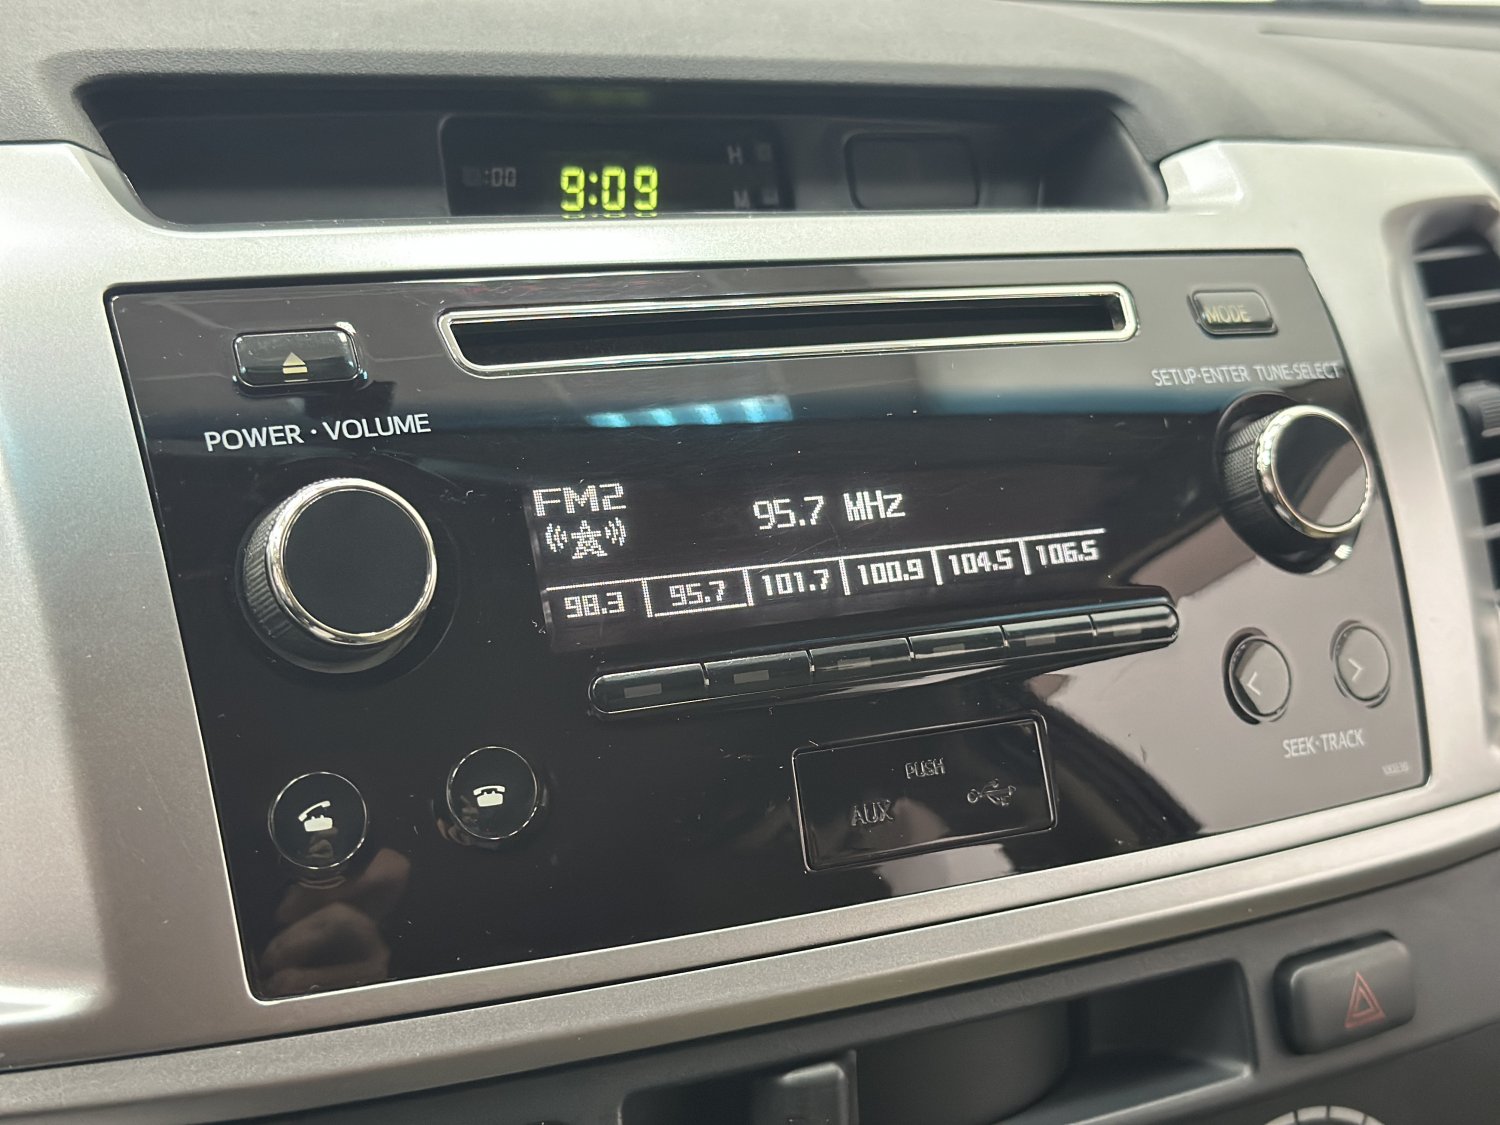 :00 9:09 H
M
MODE
SETUP·ENTER TUNE·SELECT
POWER · VOLUME
FM2
95.7 MHz
98.3 95.7 101.7 100.9 104.5 106.5
PUSH
AUX
SEEK·TRACK